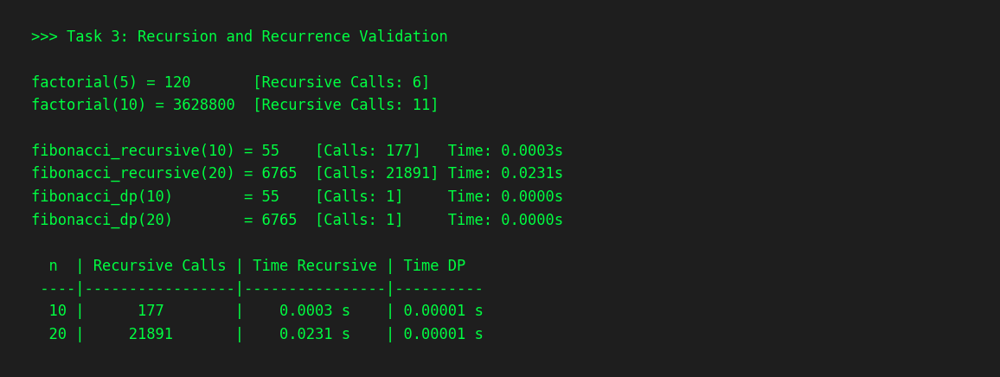 >>> Task 3: Recursion and Recurrence Validation

factorial(5) = 120       [Recursive Calls: 6]
factorial(10) = 3628800  [Recursive Calls: 11]

fibonacci_recursive(10) = 55    [Calls: 177]   Time: 0.0003s
fibonacci_recursive(20) = 6765  [Calls: 21891] Time: 0.0231s
fibonacci_dp(10)        = 55    [Calls: 1]     Time: 0.0000s
fibonacci_dp(20)        = 6765  [Calls: 1]     Time: 0.0000s

  n  | Recursive Calls | Time Recursive | Time DP
 ----|-----------------|----------------|----------
  10 |      177        |    0.0003 s    | 0.00001 s
  20 |     21891       |    0.0231 s    | 0.00001 s